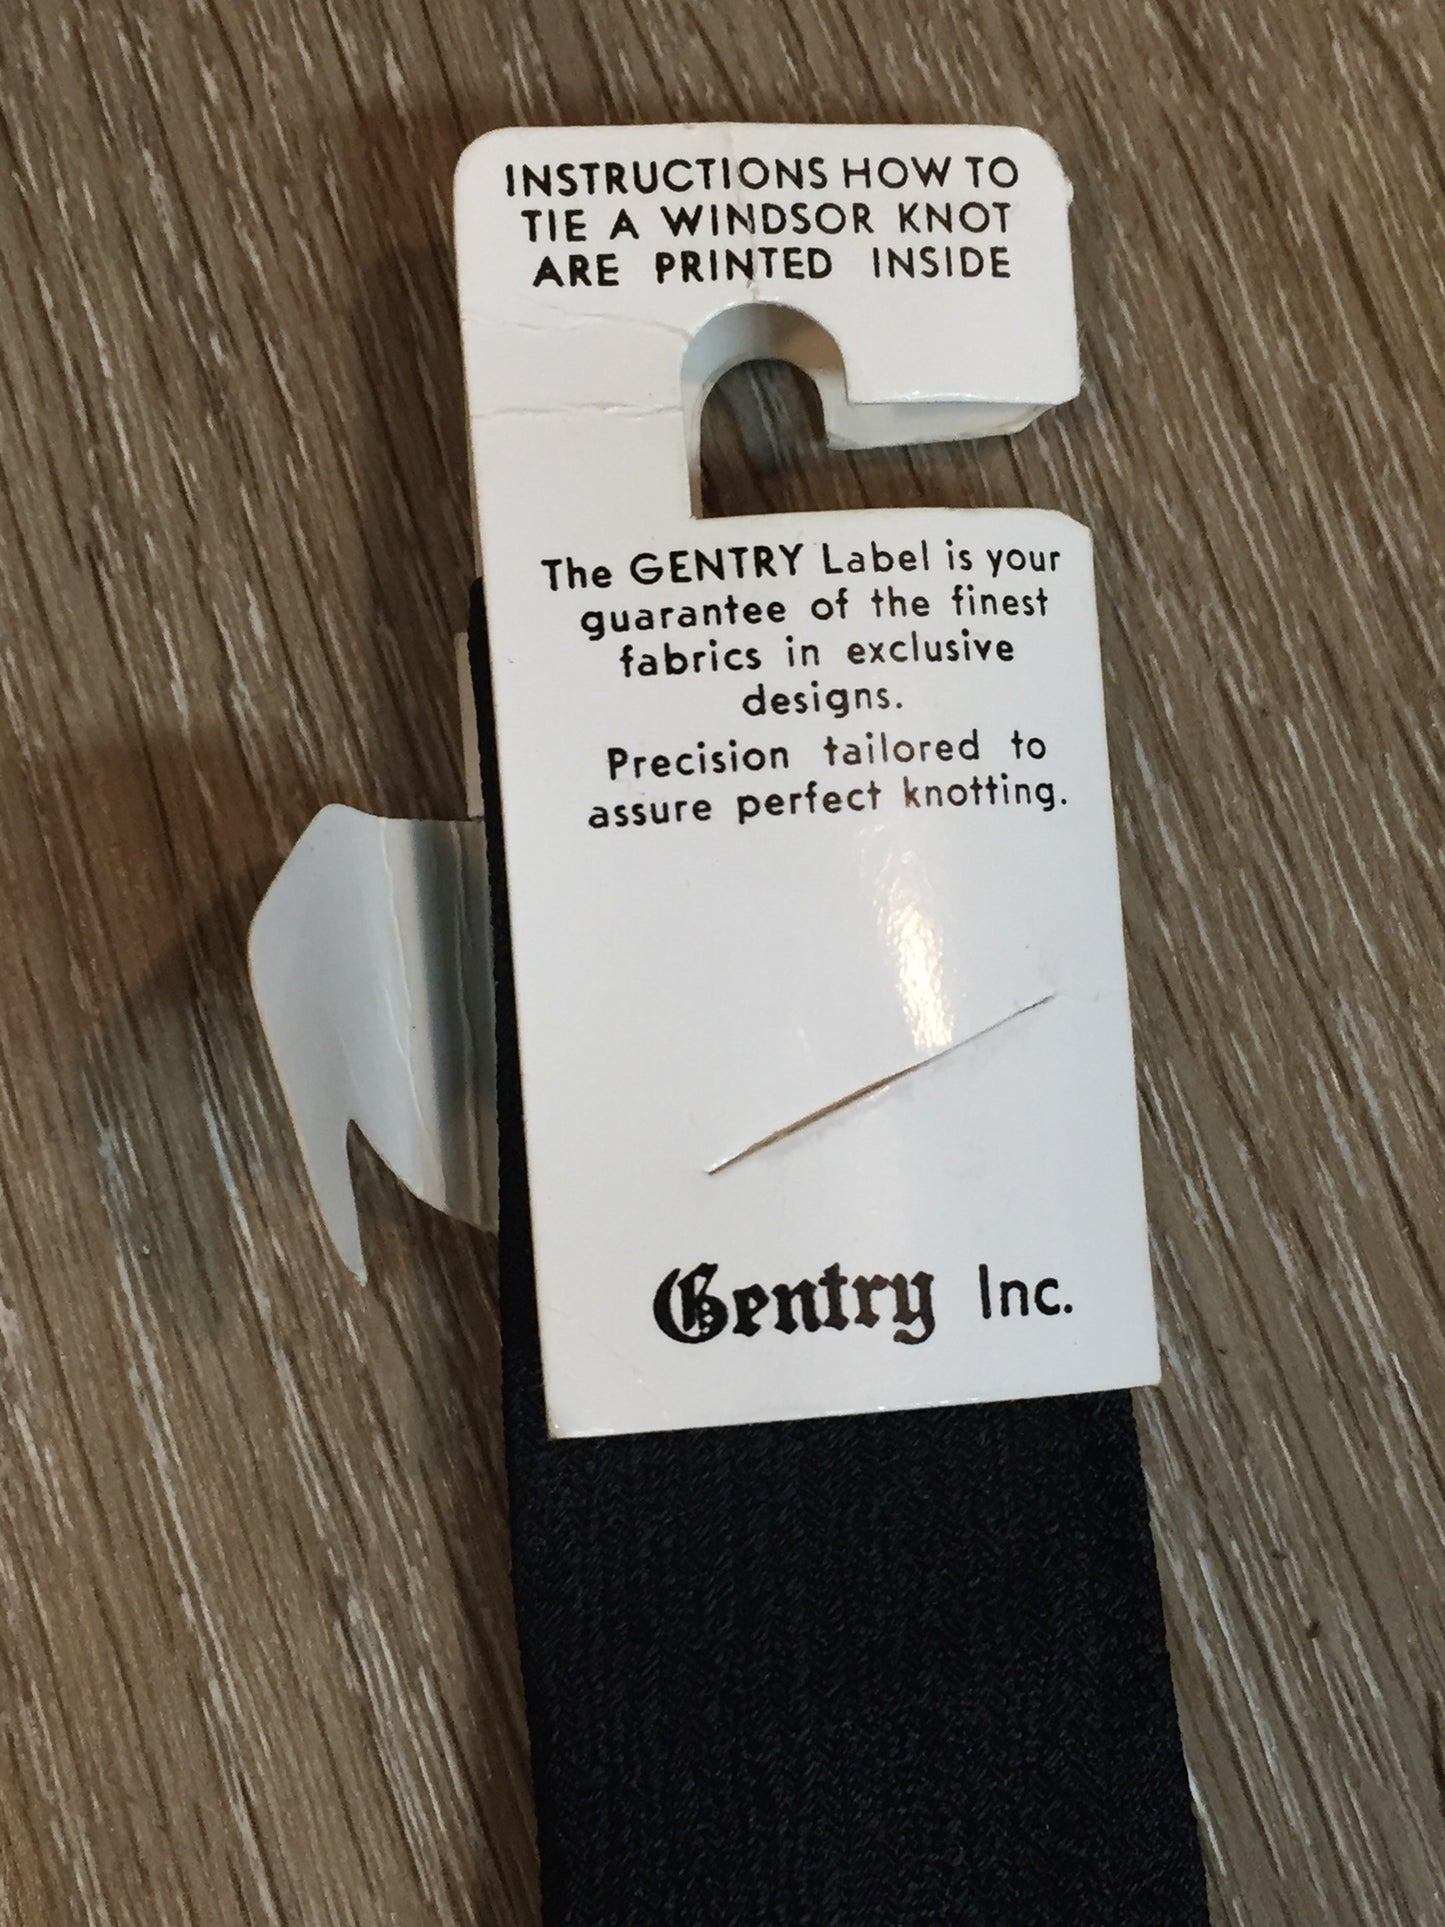 INSTRUCTIONS HOW TO
TIE A WINDSOR KNOT
ARE PRINTED INSIDE
The GENTRY Label is your
guarantee of the finest
fabrics in exclusive
designs.
Precision tailored to
assure perfect knotting.
Gentry Inc.